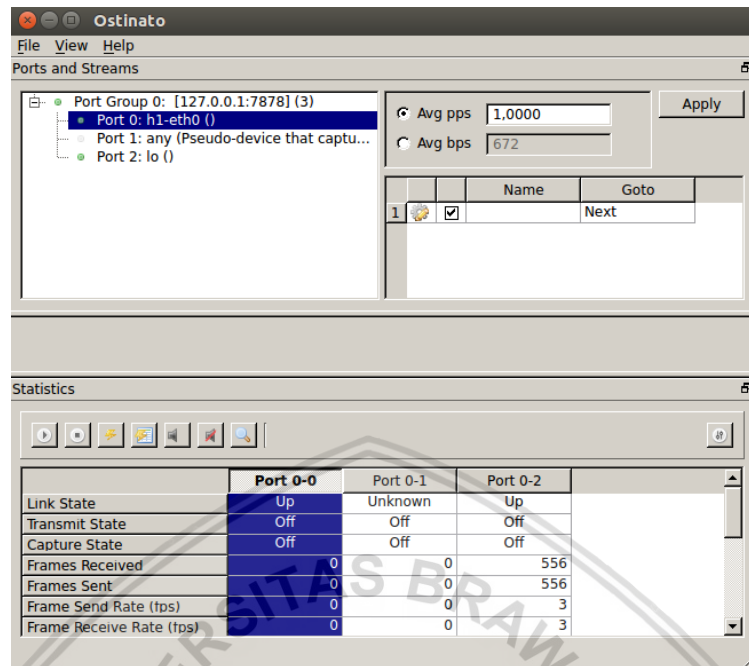 Ostinato
File View Help
Ports and Streams
Port Group 0: [127.0.0.1:7878] (3)
Port 0: h1-eth0 ()
Port 1: any (Pseudo-device that captu...
Port 2: lo ()
Avg pps 1,0000
Avg bps 672
Apply
Name Goto
1 Next
Statistics
Port 0-0 Port 0-1 Port 0-2
Link State Up Unknown Up
Transmit State Off Off Off
Capture State Off Off Off
Frames Received 0 0 556
Frames Sent 0 0 556
Frame Send Rate (fps) 0 0 3
Frame Receive Rate (fps) 0 0 3
ERSITAS BRAW